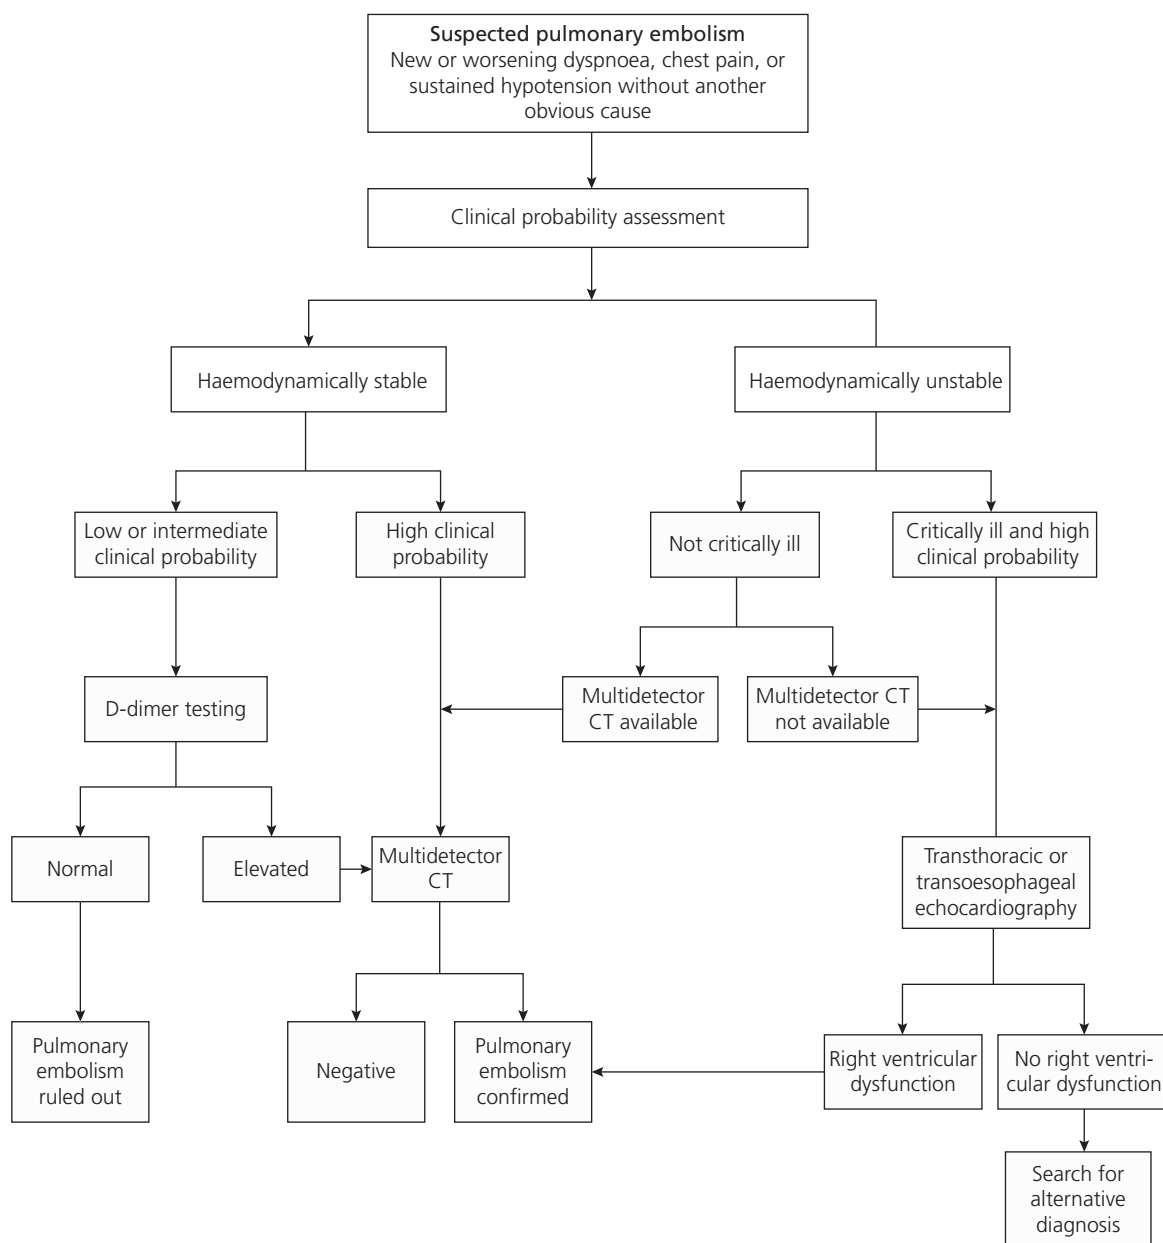 Suspected pulmonary embolism
New or worsening dyspnoea, chest pain, or
sustained hypotension without another
obvious cause
Clinical probability assessment
Haemodynamically stable
Haemodynamically unstable
Low or intermediate
clinical probability
High clinical
probability
Not critically ill
Critically ill and high
clinical probability
D-dimer testing
Multidetector
CT available
Multidetector CT
not available
Normal
Elevated
Multidetector
CT
Transthoracic or
transoesophageal
echocardiography
Pulmonary
embolism
ruled out
Negative
Pulmonary
embolism
confirmed
Right ventricular
dysfunction
No right ventri-
cular dysfunction
Search for
alternative
diagnosis